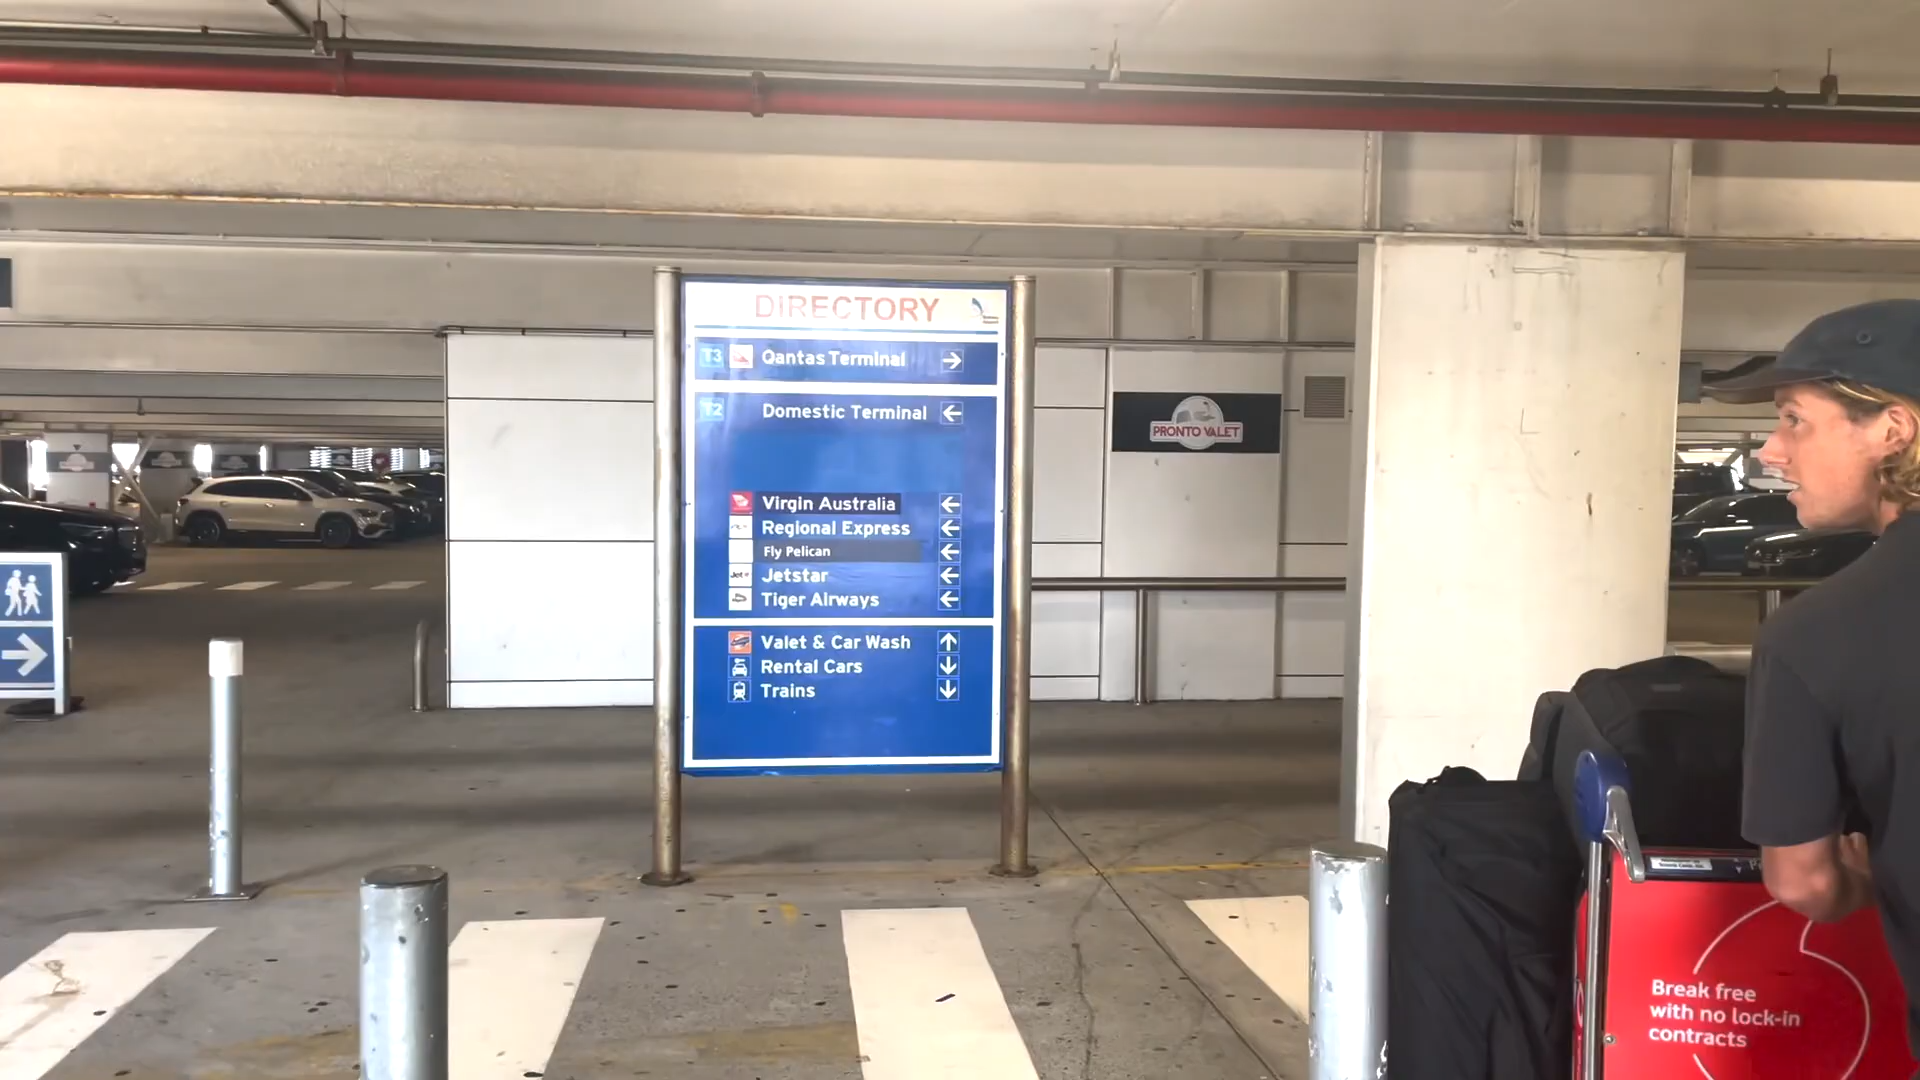 DIRECTORY
T3 Qantas Terminal →
T2 Domestic Terminal ←
Virgin Australia ←
Regional Express ←
Fly Pelican ←
Jet Jetstar ←
Tiger Airways ←
Valet & Car Wash ↑
Rental Cars ↓
Trains ↓
PRONTO VALET
Break free
with no lock-in
contracts